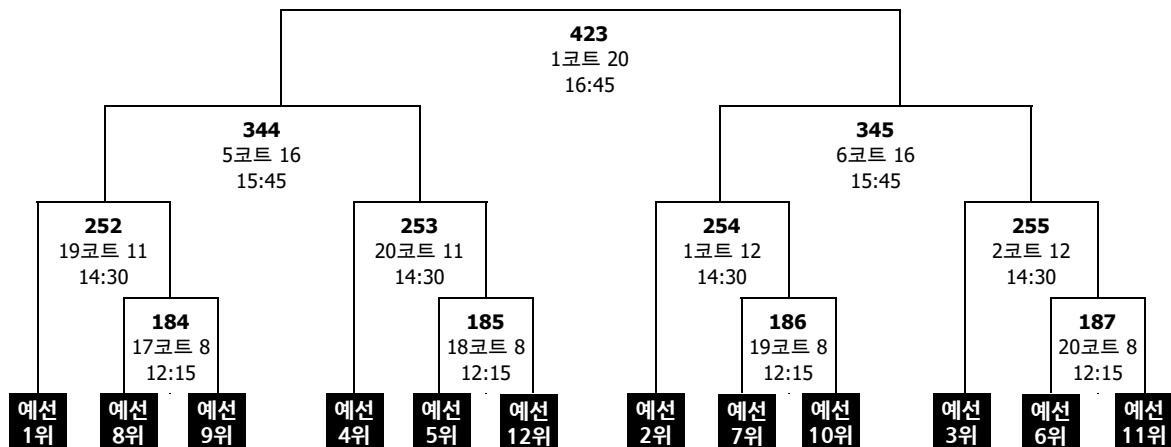 423
1코트 20
16:45
344
5코트 16
15:45
345
6코트 16
15:45
252
19코트 11
14:30
253
20코트 11
14:30
254
1코트 12
14:30
255
2코트 12
14:30
184
17코트 8
12:15
185
18코트 8
12:15
186
19코트 8
12:15
187
20코트 8
12:15
예선
1위
예선
8위
예선
9위
예선
4위
예선
5위
예선
12위
예선
2위
예선
7위
예선
10위
예선
3위
예선
6위
예선
11위